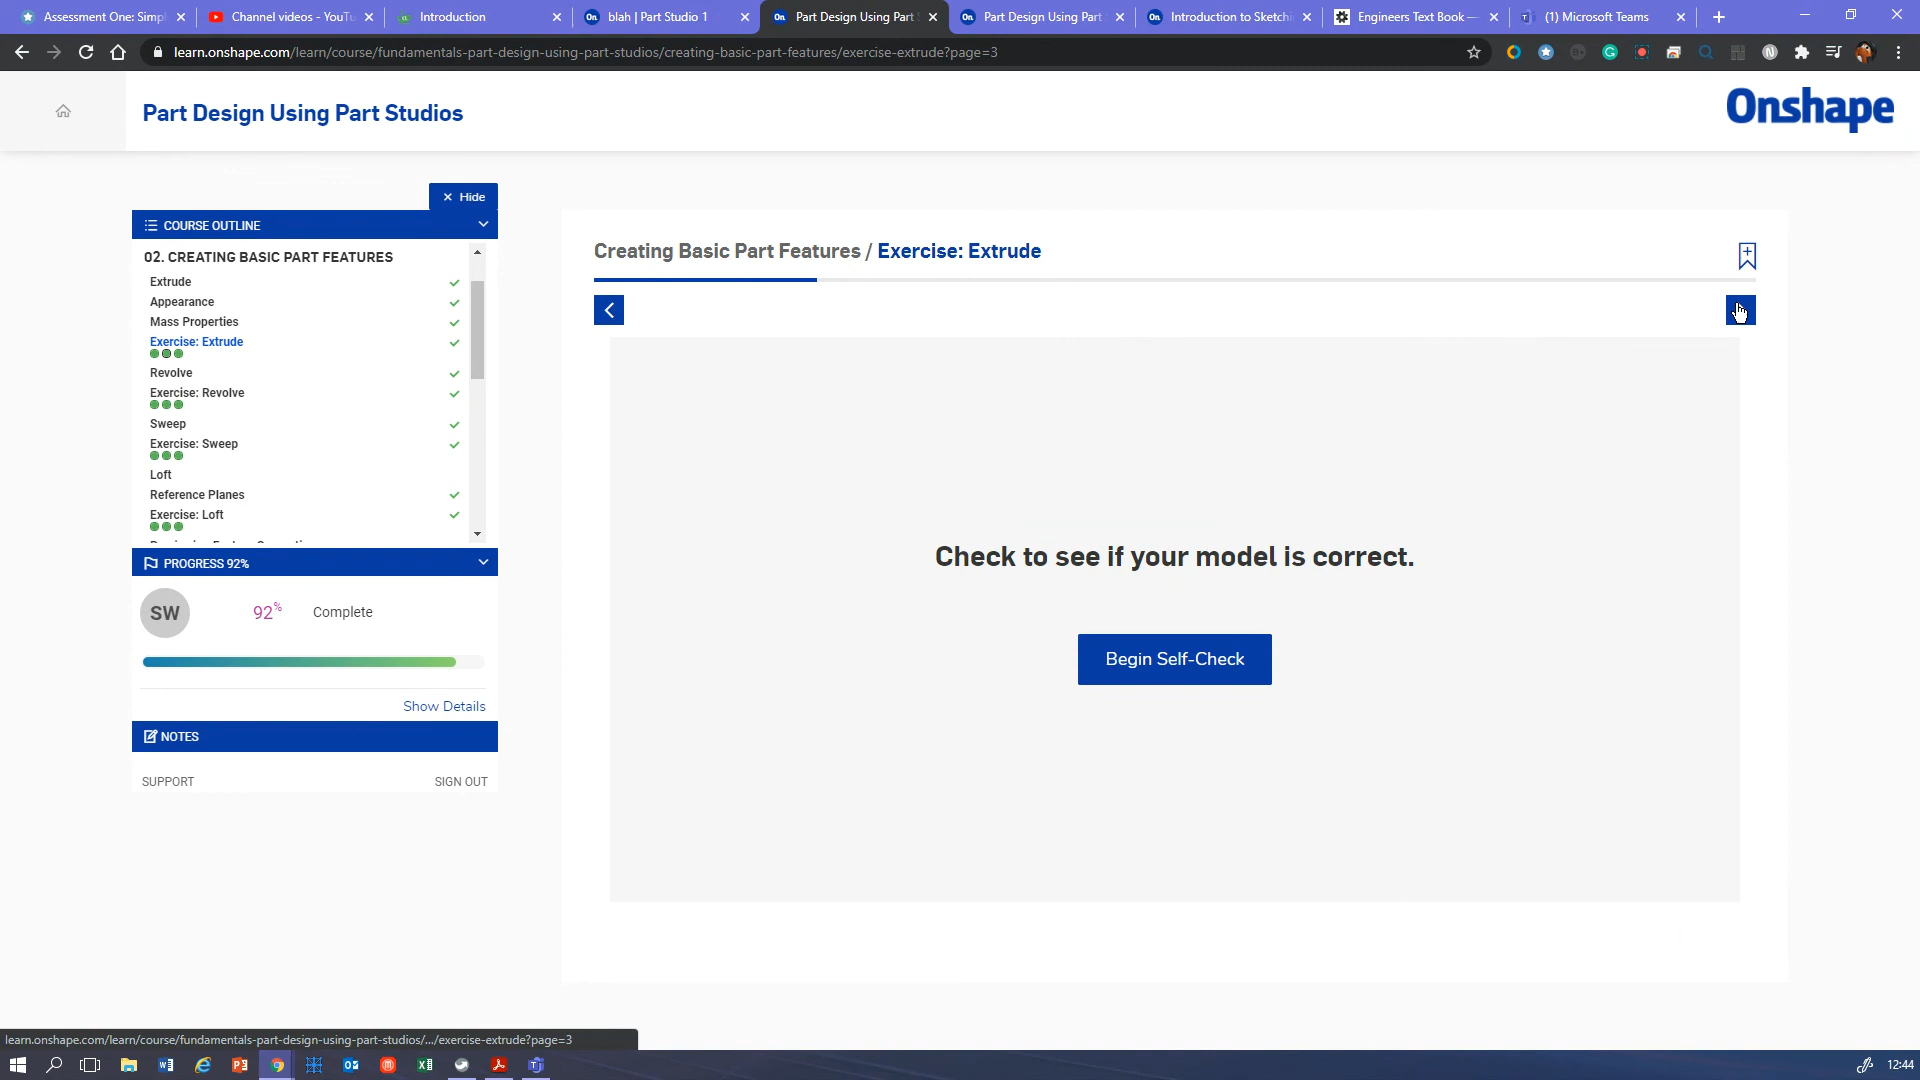 Assessment One: Simpl
Channel videos - YouTu
Introduction
blah | Part Studio 1
Part Design Using Part S
Part Design Using Part S
Introduction to Sketchi
Engineers Text Book —
(1) Microsoft Teams
learn.onshape.com/learn/course/fundamentals-part-design-using-part-studios/creating-basic-part-features/exercise-extrude?page=3
Part Design Using Part Studios
Onshape
Hide
COURSE OUTLINE
02. CREATING BASIC PART FEATURES
Extrude
Appearance
Mass Properties
Exercise: Extrude
Revolve
Exercise: Revolve
Sweep
Exercise: Sweep
Loft
Reference Planes
Exercise: Loft
PROGRESS 92%
SW
92%
Complete
Show Details
NOTES
SUPPORT
SIGN OUT
Creating Basic Part Features / Exercise: Extrude
Check to see if your model is correct.
Begin Self-Check
learn.onshape.com/learn/course/fundamentals-part-design-using-part-studios/.../exercise-extrude?page=3
12:44